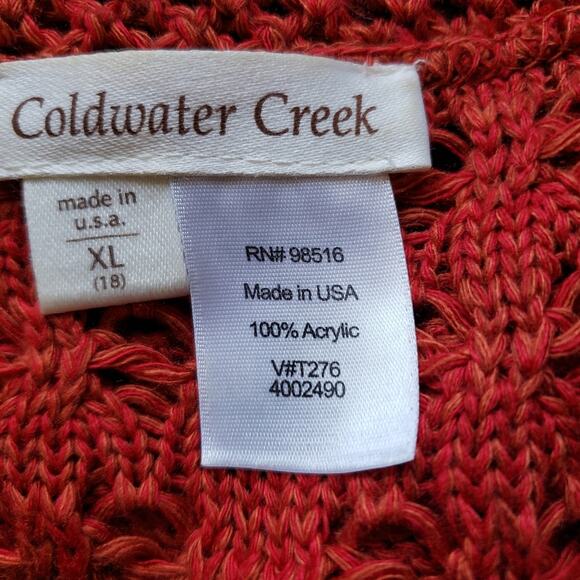 Coldwater Creek
made in
u.s.a.
XL
(18)
RN# 98516
Made in USA
100% Acrylic
V#T276
4002490